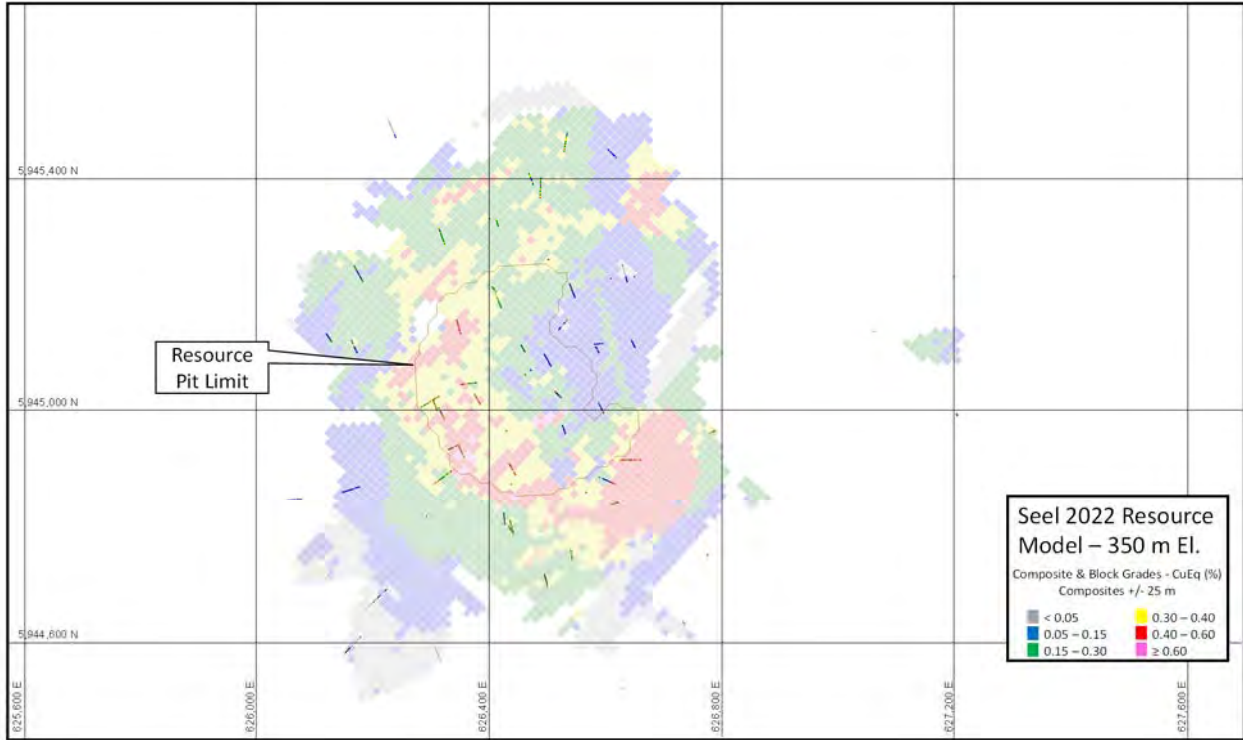 5,945,400 N
Resource
Pit Limit
5,945,000 N
Seel 2022 Resource
Model – 350 m El.
Composite & Block Grades - CuEq (%)
Composites +/- 25 m
< 0.05
0.30 – 0.40
0.05 – 0.15
0.40 – 0.60
0.15 – 0.30
≥ 0.60
5,944,600 N
625,600 E
626,000 E
626,400 E
626,800 E
627,200 E
627,600 E